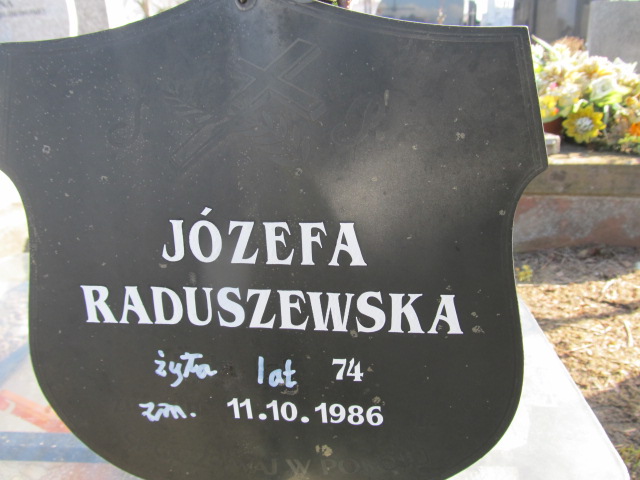 JÓZEFA
RADUSZEWSKA
żyła lat 74
zm. 11.10.1986